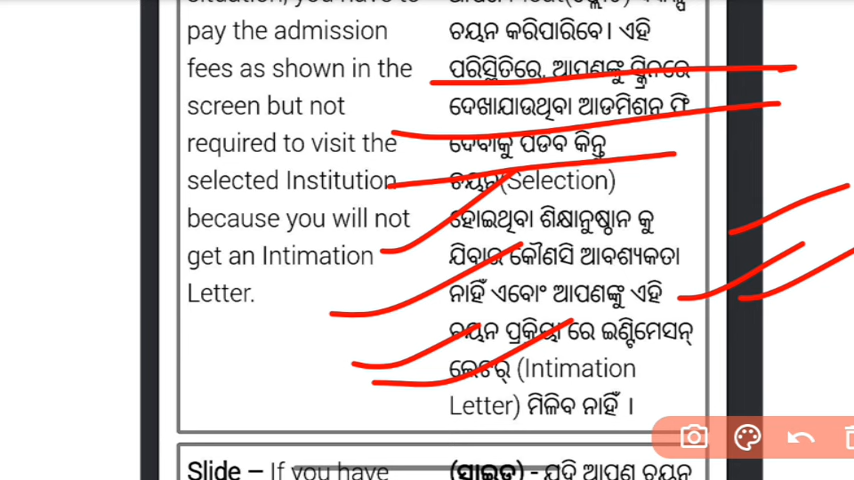 pay the admission
fees as shown in the
screen but not
required to visit the
selected Institution
because you will not
get an Intimation
Letter.
ଚୟନ କରିପାରିବେ। ଏହି
ପରିସ୍ଥିତିରେ, ଆପଣଙ୍କୁ ସ୍କ୍ରିନରେ
ଦେଖାଯାଉଥିବା ଆଡମିଶନ ଫି
ଦେବାକୁ ପଡିବ କିନ୍ତୁ
ଚୟନ(Selection)
ହୋଇଥିବା ଶିକ୍ଷାନୁଷ୍ଠାନ କୁ
ଯିବାର କୌଣସି ଆବଶ୍ୟକତା
ନାହିଁ ଏବୋଂ ଆପଣଙ୍କୁ ଏହି
ଚୟନ ପ୍ରକ୍ରିୟା ରେ ଇଣ୍ଟିମେସନ୍
ଲେଟର୍ (Intimation
Letter) ମିଳିବ ନାହିଁ ।
Slide – If you have
(ସ୍ଲାଇଡ) - ଯଦି ଆପଣ ଚୟନ